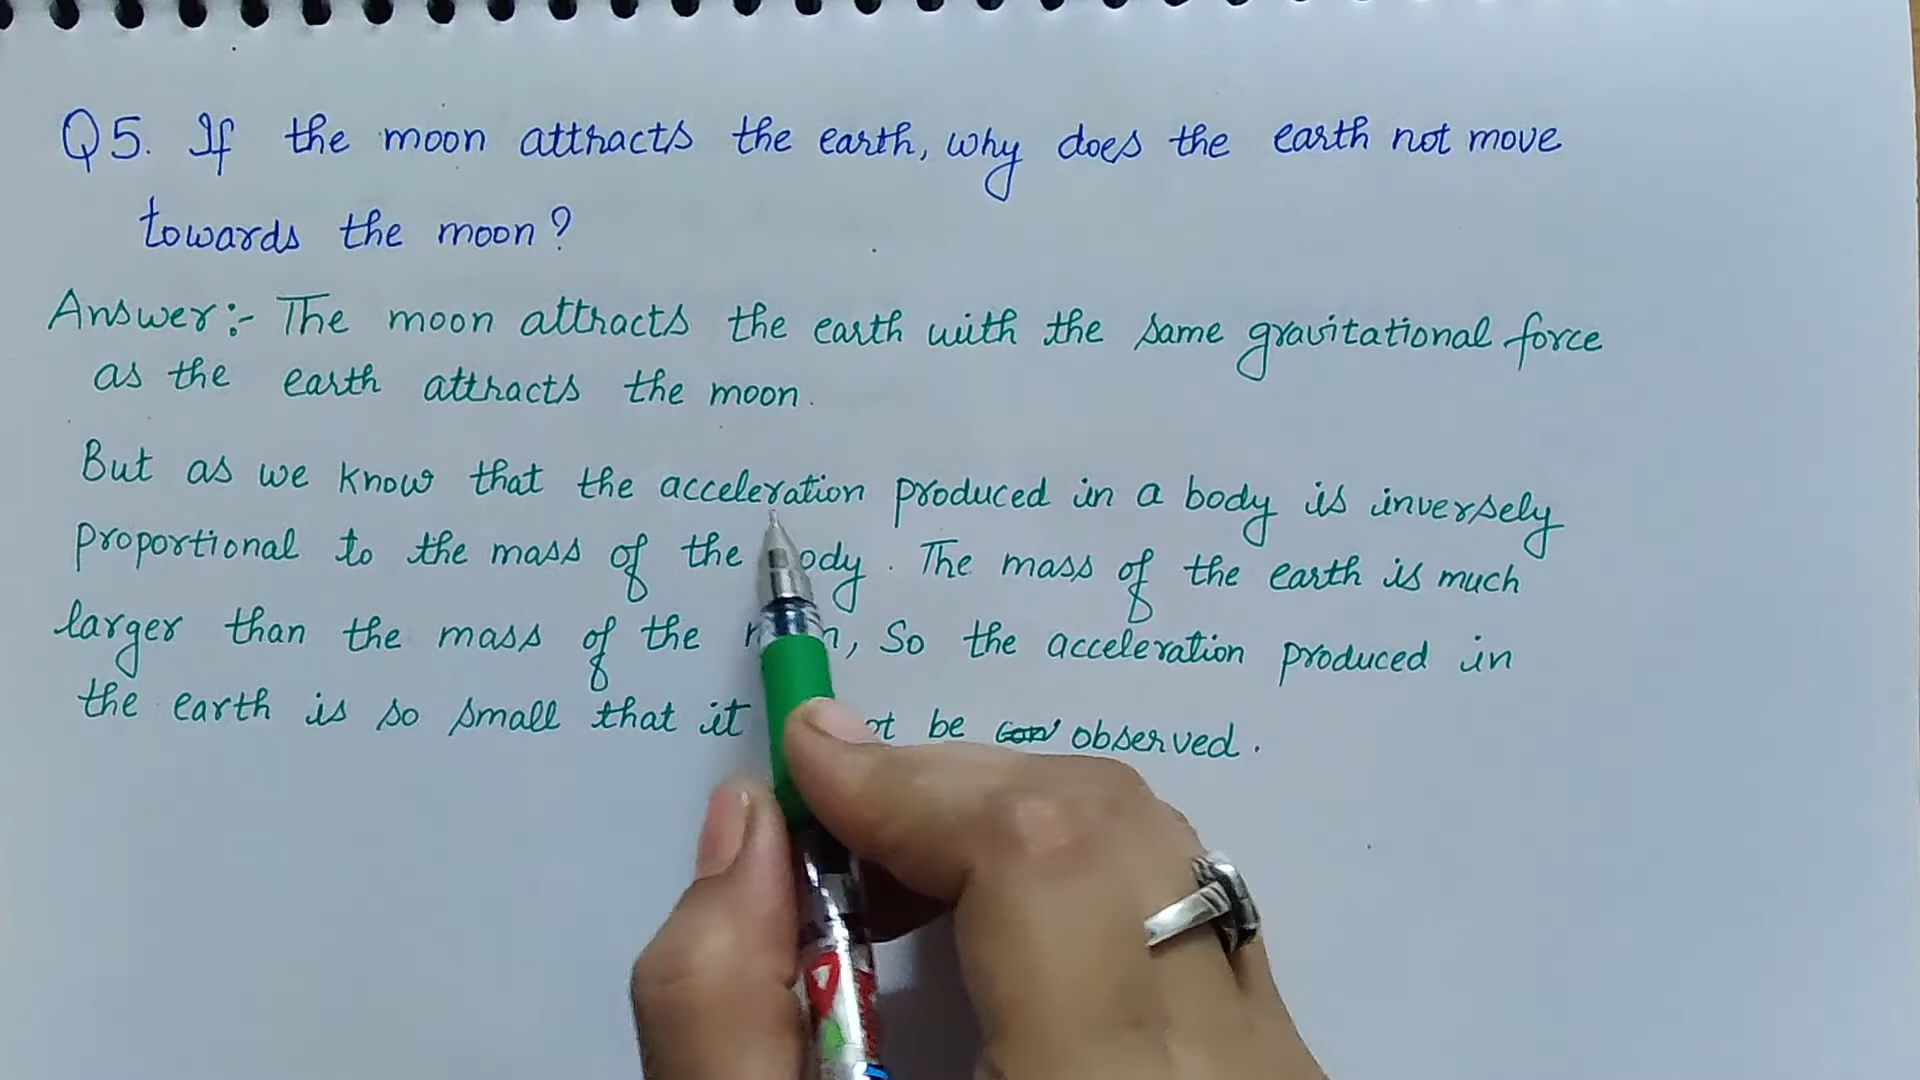 Q5. If the moon attracts the earth, why does the earth not move
towards the moon?
Answer:- The moon attracts the earth with the same gravitational force
as the earth attracts the moon.
But as we know that the acceleration produced in a body is inversely
proportional to the mass of the body. The mass of the earth is much
larger than the mass of the, So the acceleration produced in
the earth is so small that it be observed.